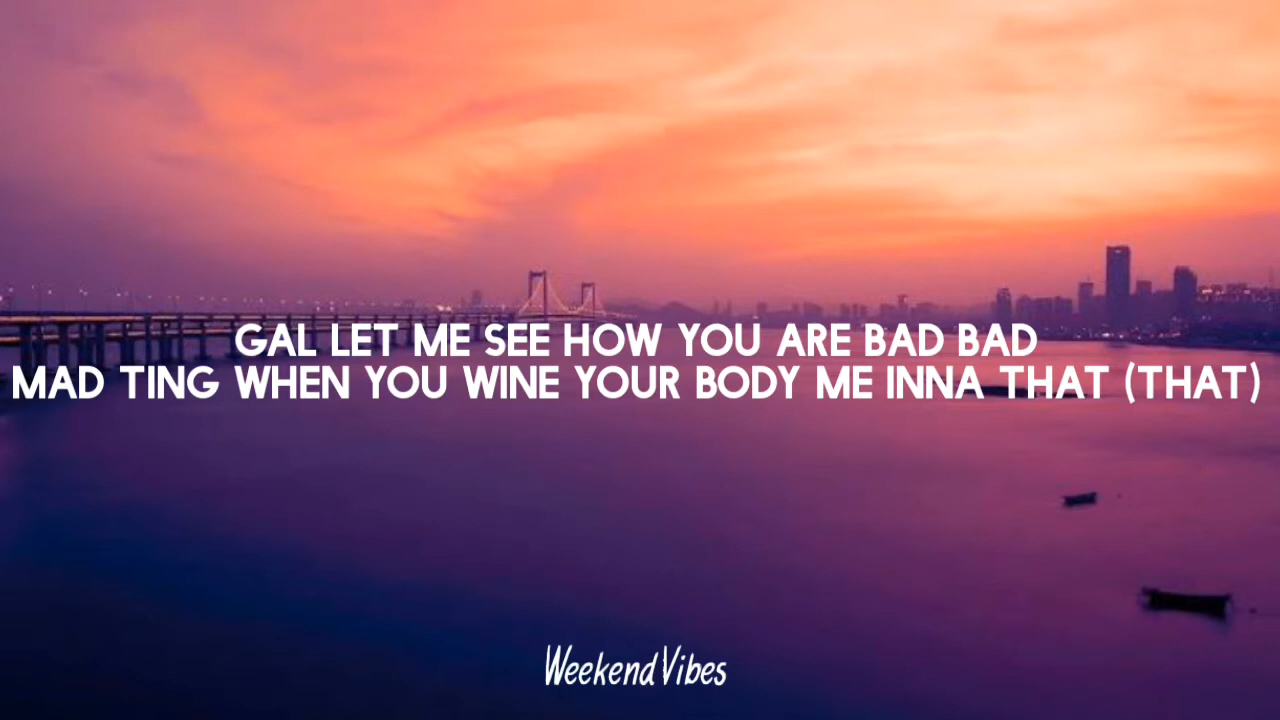 GAL LET ME SEE HOW YOU ARE BAD BAD
MAD TING WHEN YOU WINE YOUR BODY ME INNA THAT (THAT)
WeekendVibes